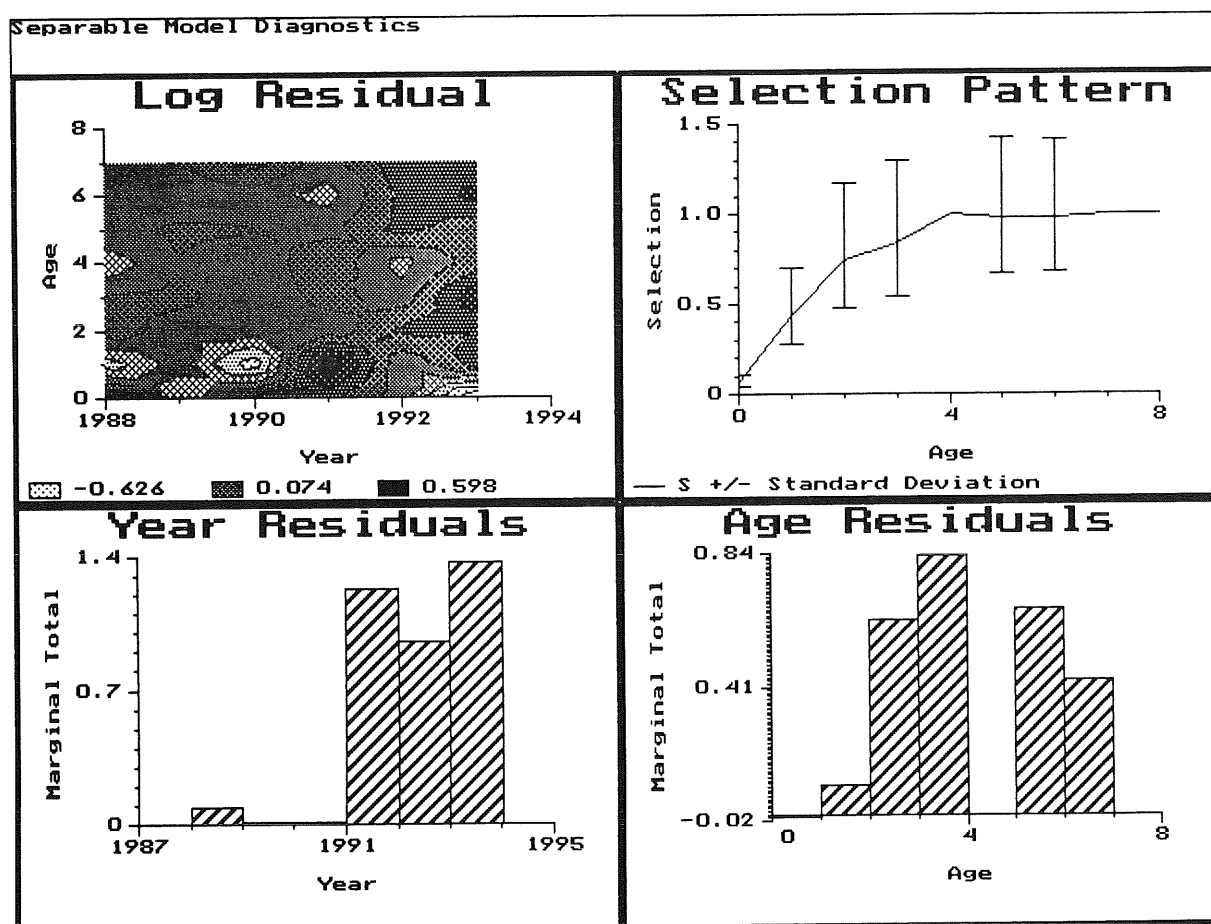 Separable Model Diagnostics
Log Residual
8
6
4
2
0
Age
1988 1990 1992 1994
Year
-0.626 0.074 0.598
Selection Pattern
1.5
1.0
0.5
0
Selection
0 4 8
Age
S +/- Standard Deviation
Year Residuals
1.4
0.7
0
Marginal Total
1987 1991 1995
Year
Age Residuals
0.84
0.41
-0.02
Marginal Total
0 4 8
Age